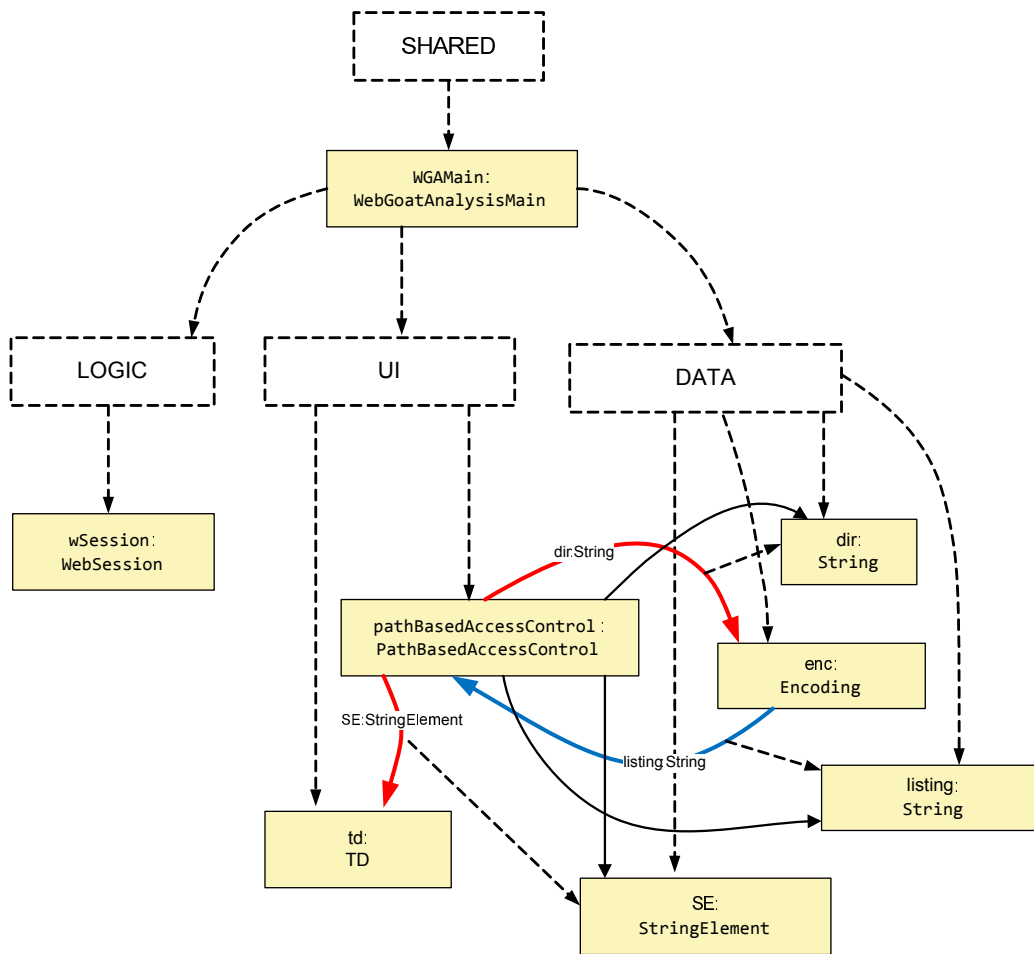 SHARED
WGAMain:
WebGoatAnalysisMain
LOGIC
UI
DATA
wSession:
WebSession
dir:
String
dir:String
pathBasedAccessControl:
PathBasedAccessControl
enc:
Encoding
SE:StringElement
listing:String
listing:
String
td:
TD
SE:
StringElement